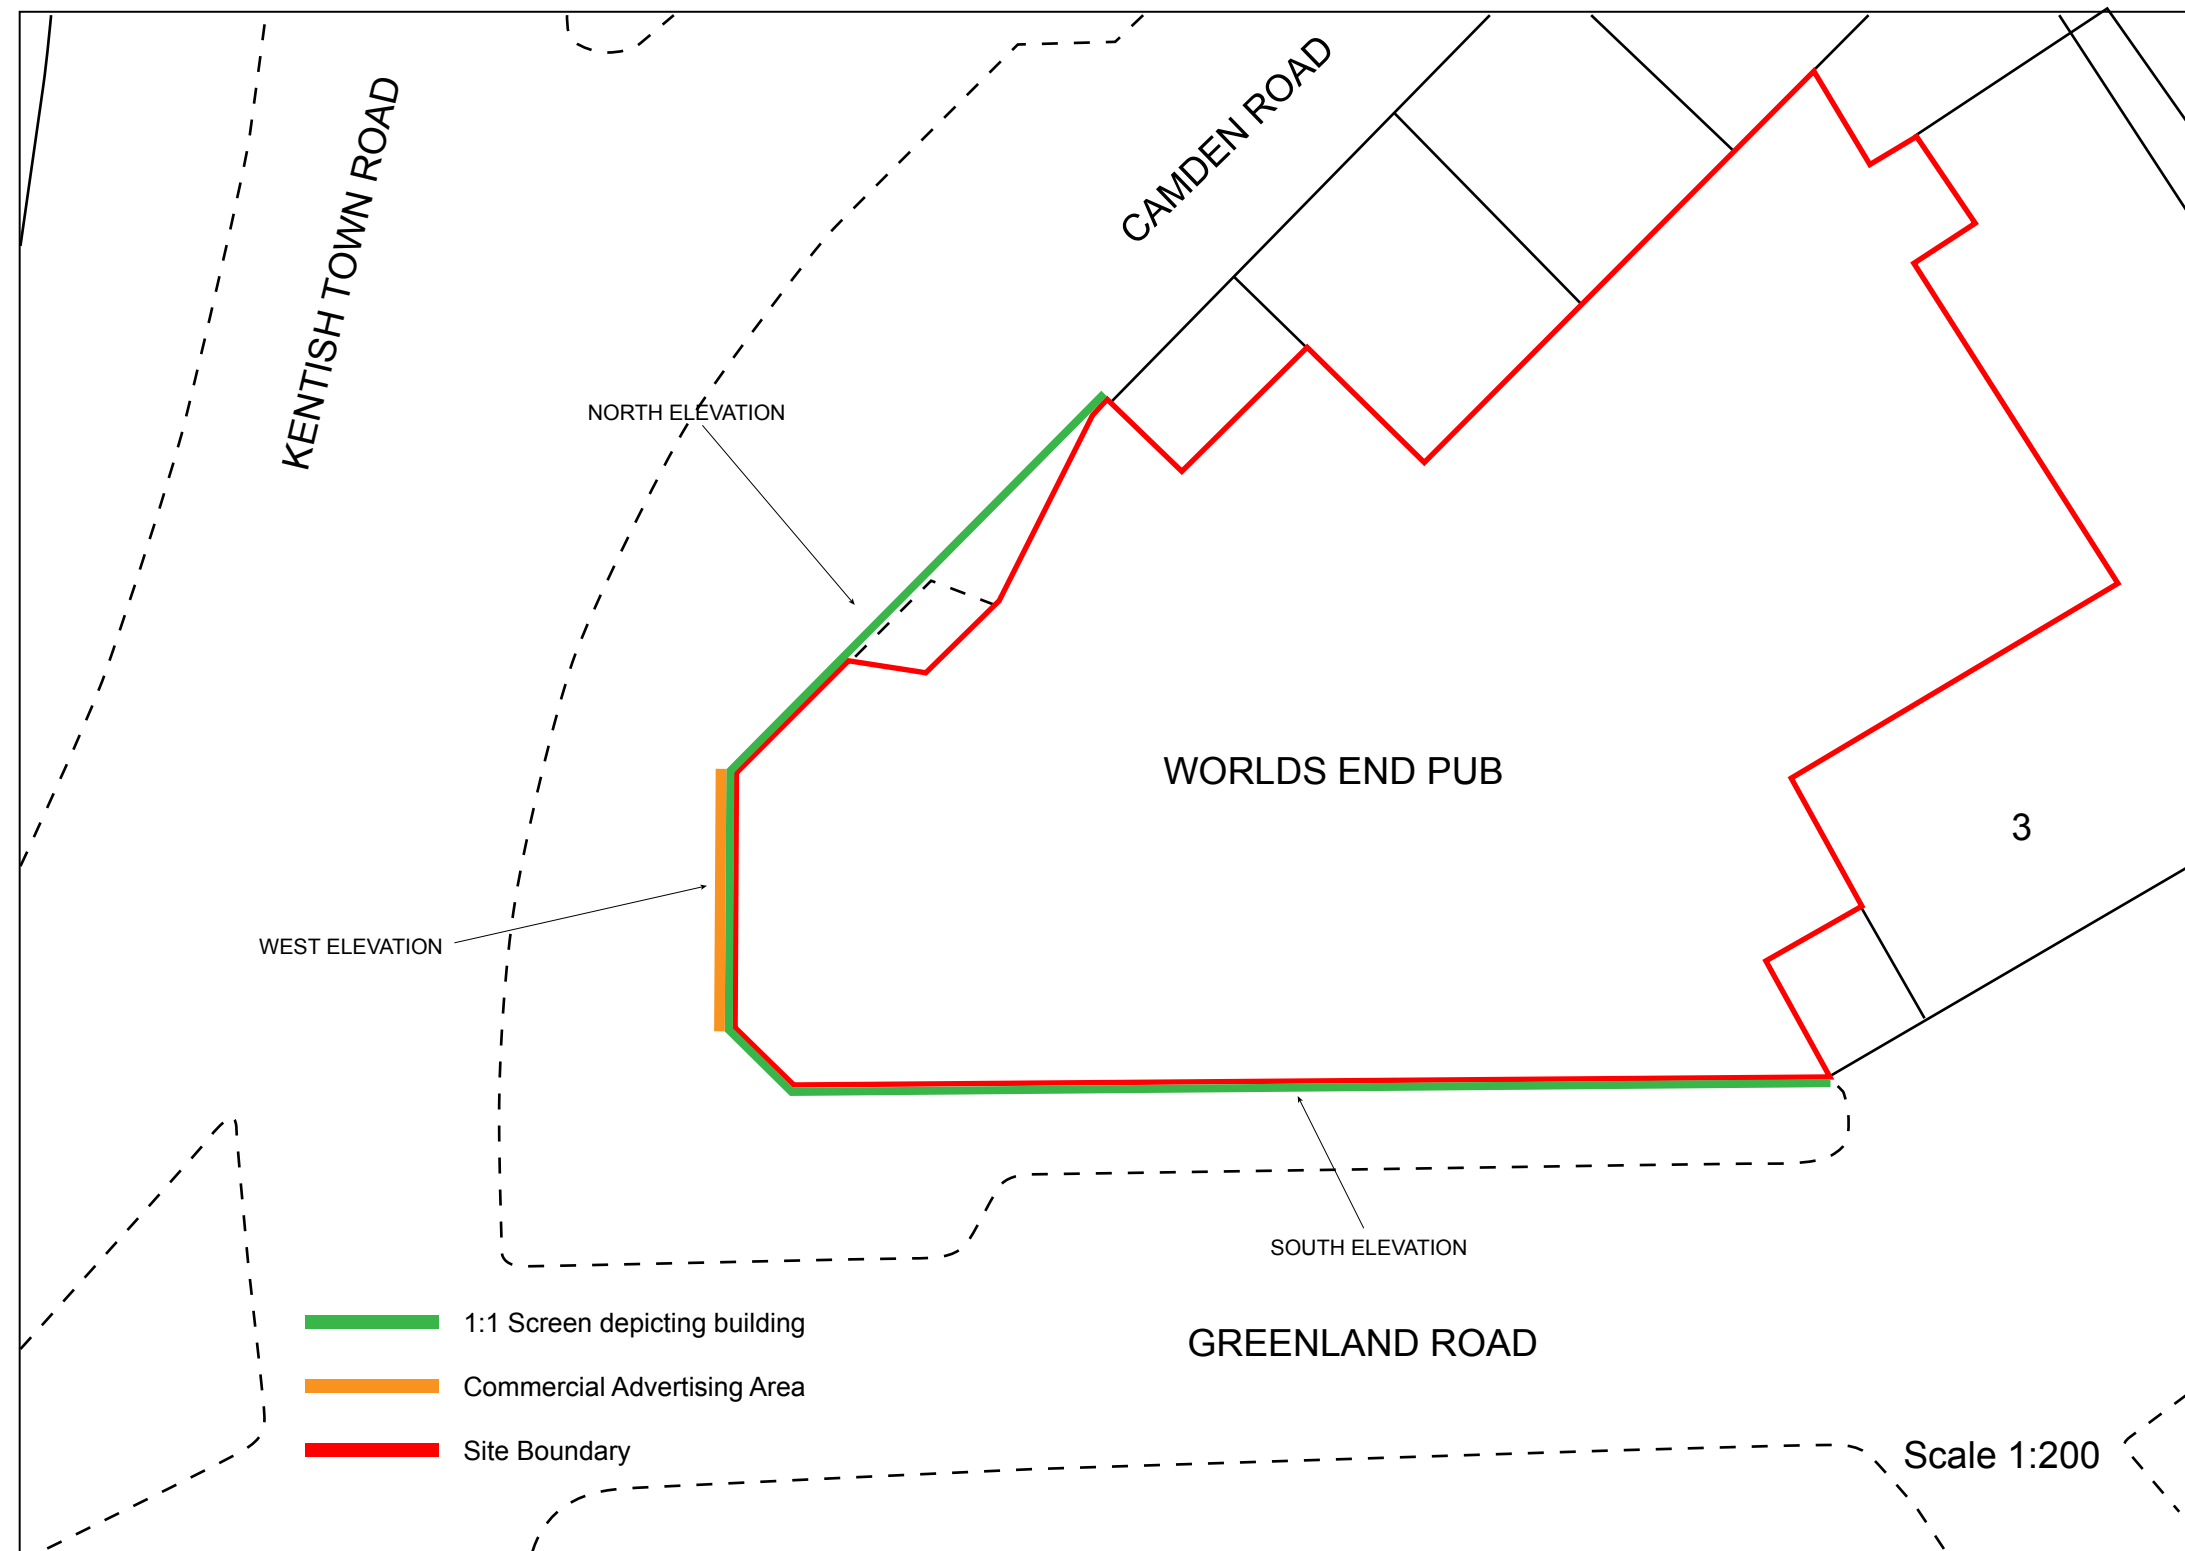 KENTISH TOWN ROAD
CAMDEN ROAD
NORTH ELEVATION
WORLDS END PUB
3
WEST ELEVATION
SOUTH ELEVATION
1:1 Screen depicting building
GREENLAND ROAD
Commercial Advertising Area
Site Boundary
Scale 1:200